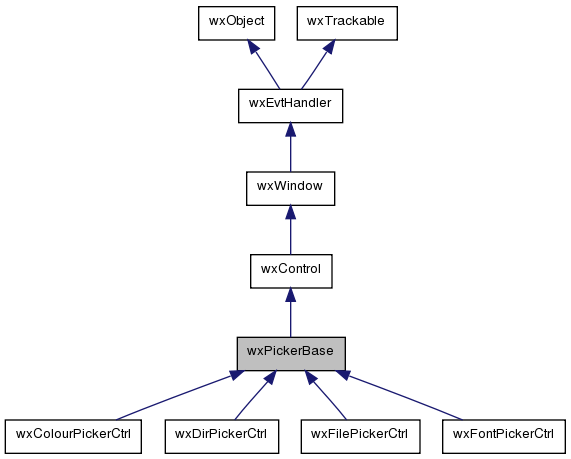 wxObject
wxTrackable
wxEvtHandler
wxWindow
wxControl
wxPickerBase
wxColourPickerCtrl
wxDirPickerCtrl
wxFilePickerCtrl
wxFontPickerCtrl